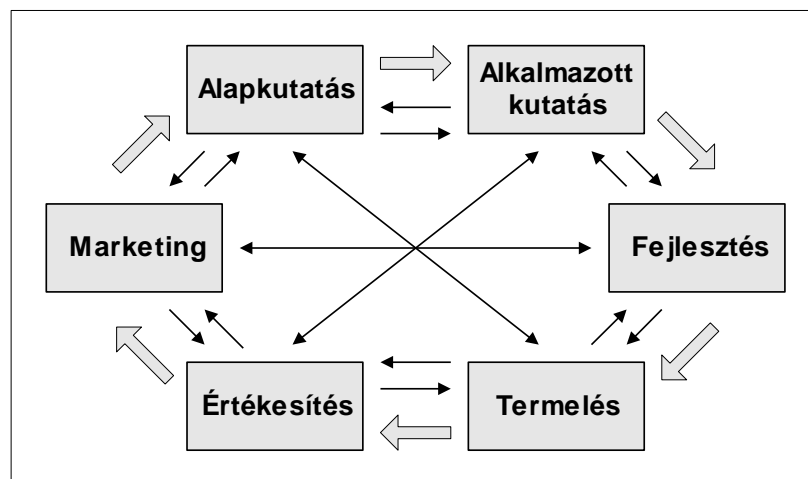 Alapkutatás
Alkalmazott
kutatás
Marketing
Fejlesztés
Értékesítés
Termelés